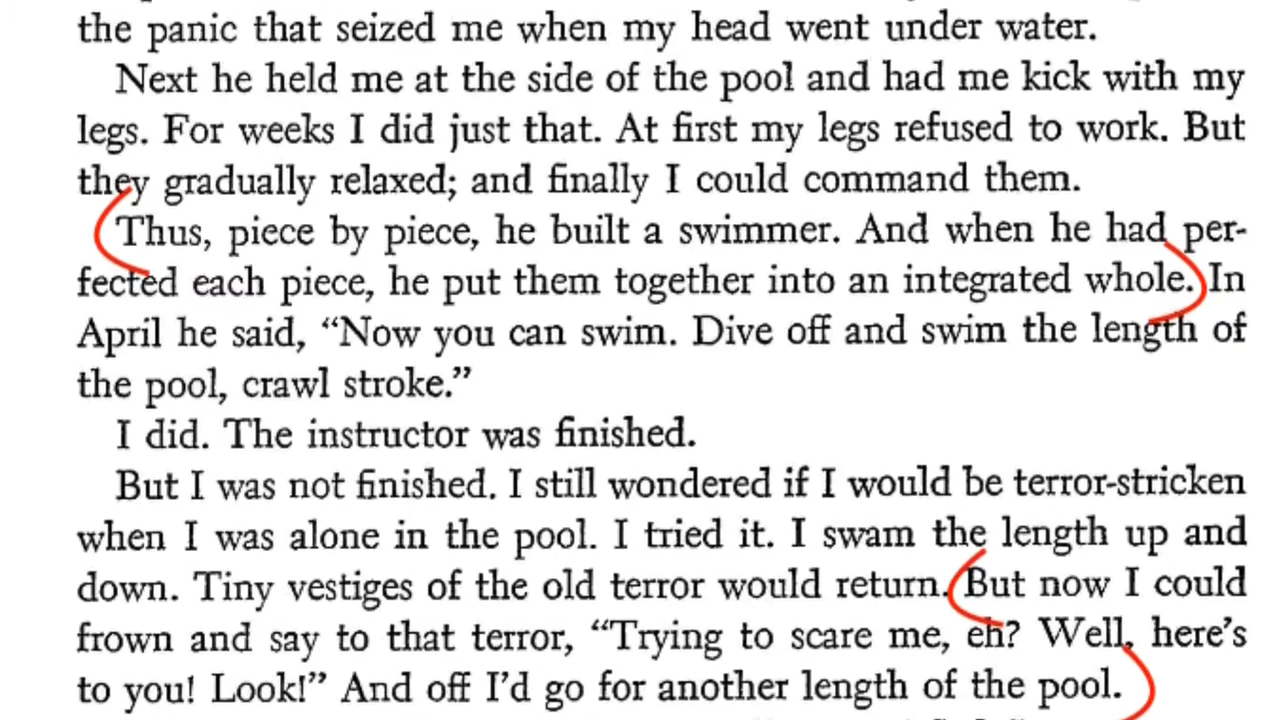 the panic that seized me when my head went under water.
Next he held me at the side of the pool and had me kick with my
legs. For weeks I did just that. At first my legs refused to work. But
they gradually relaxed; and finally I could command them.
Thus, piece by piece, he built a swimmer. And when he had per-
fected each piece, he put them together into an integrated whole. In
April he said, “Now you can swim. Dive off and swim the length of
the pool, crawl stroke.”
I did. The instructor was finished.
But I was not finished. I still wondered if I would be terror-stricken
when I was alone in the pool. I tried it. I swam the length up and
down. Tiny vestiges of the old terror would return. But now I could
frown and say to that terror, “Trying to scare me, eh? Well, here’s
to you! Look!” And off I’d go for another length of the pool.